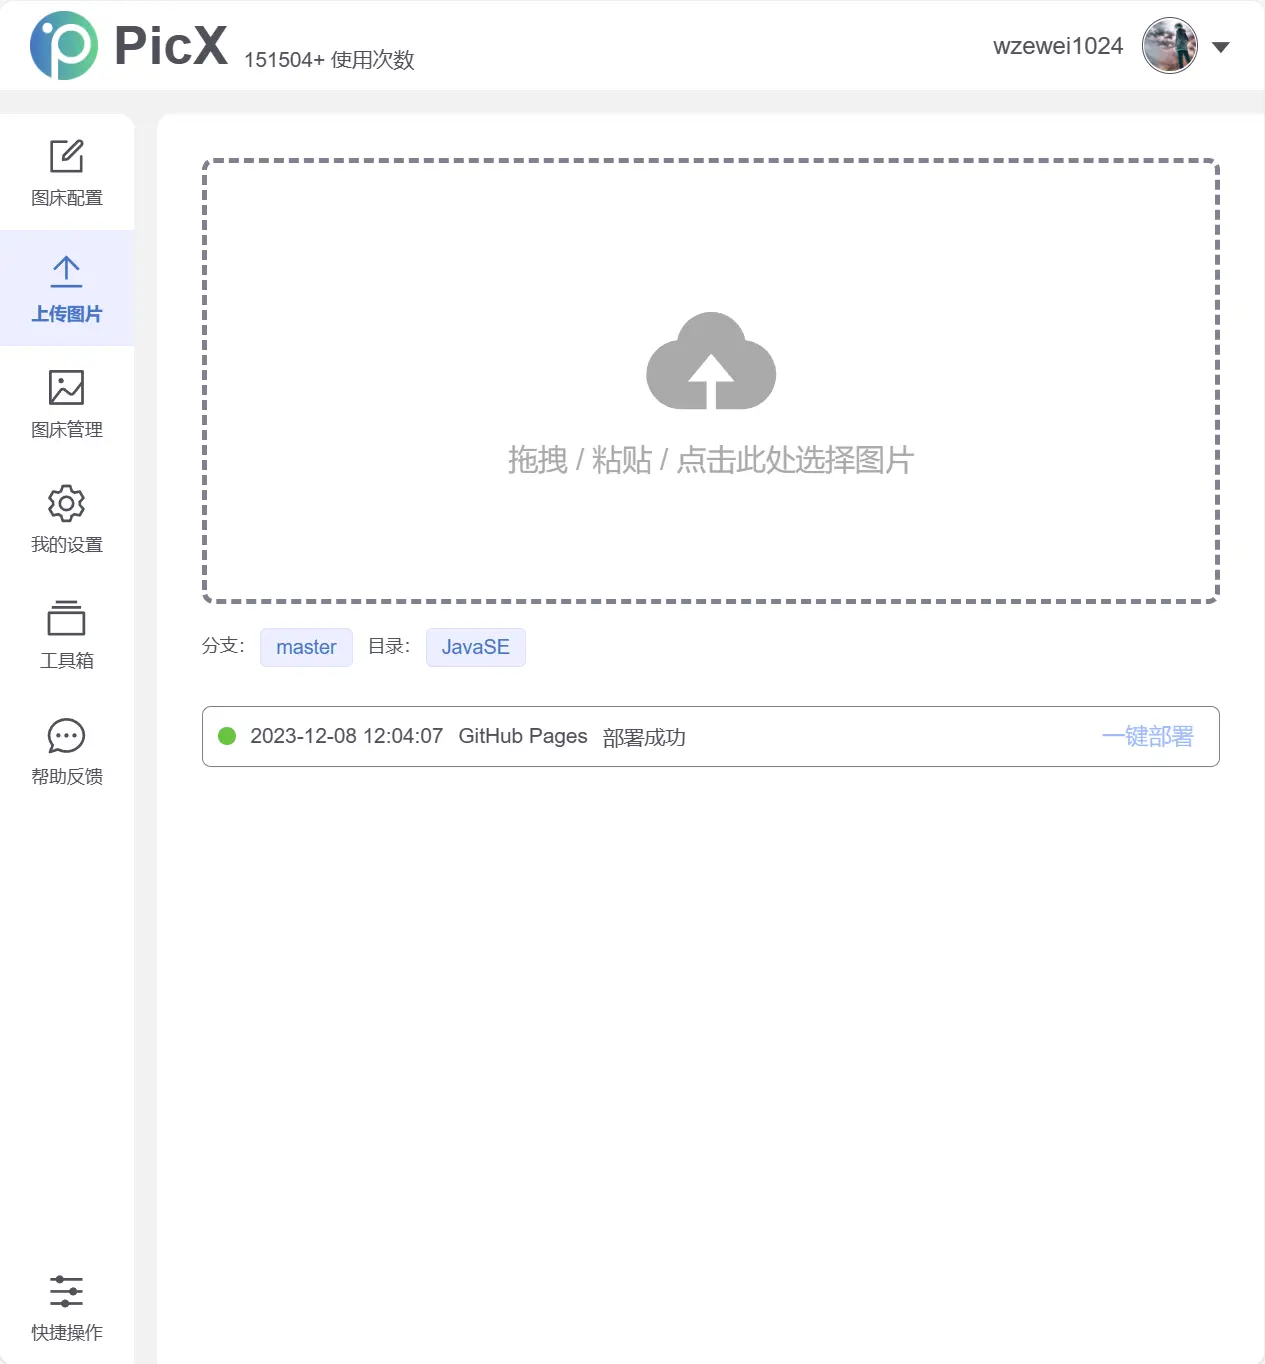 PicX 151504+ 使用次数
wzewei1024
图床配置
上传图片
图床管理
我的设置
工具箱
帮助反馈
快捷操作
拖拽 / 粘贴 / 点击此处选择图片
分支： master 目录： JavaSE
2023-12-08 12:04:07 GitHub Pages 部署成功 一键部署